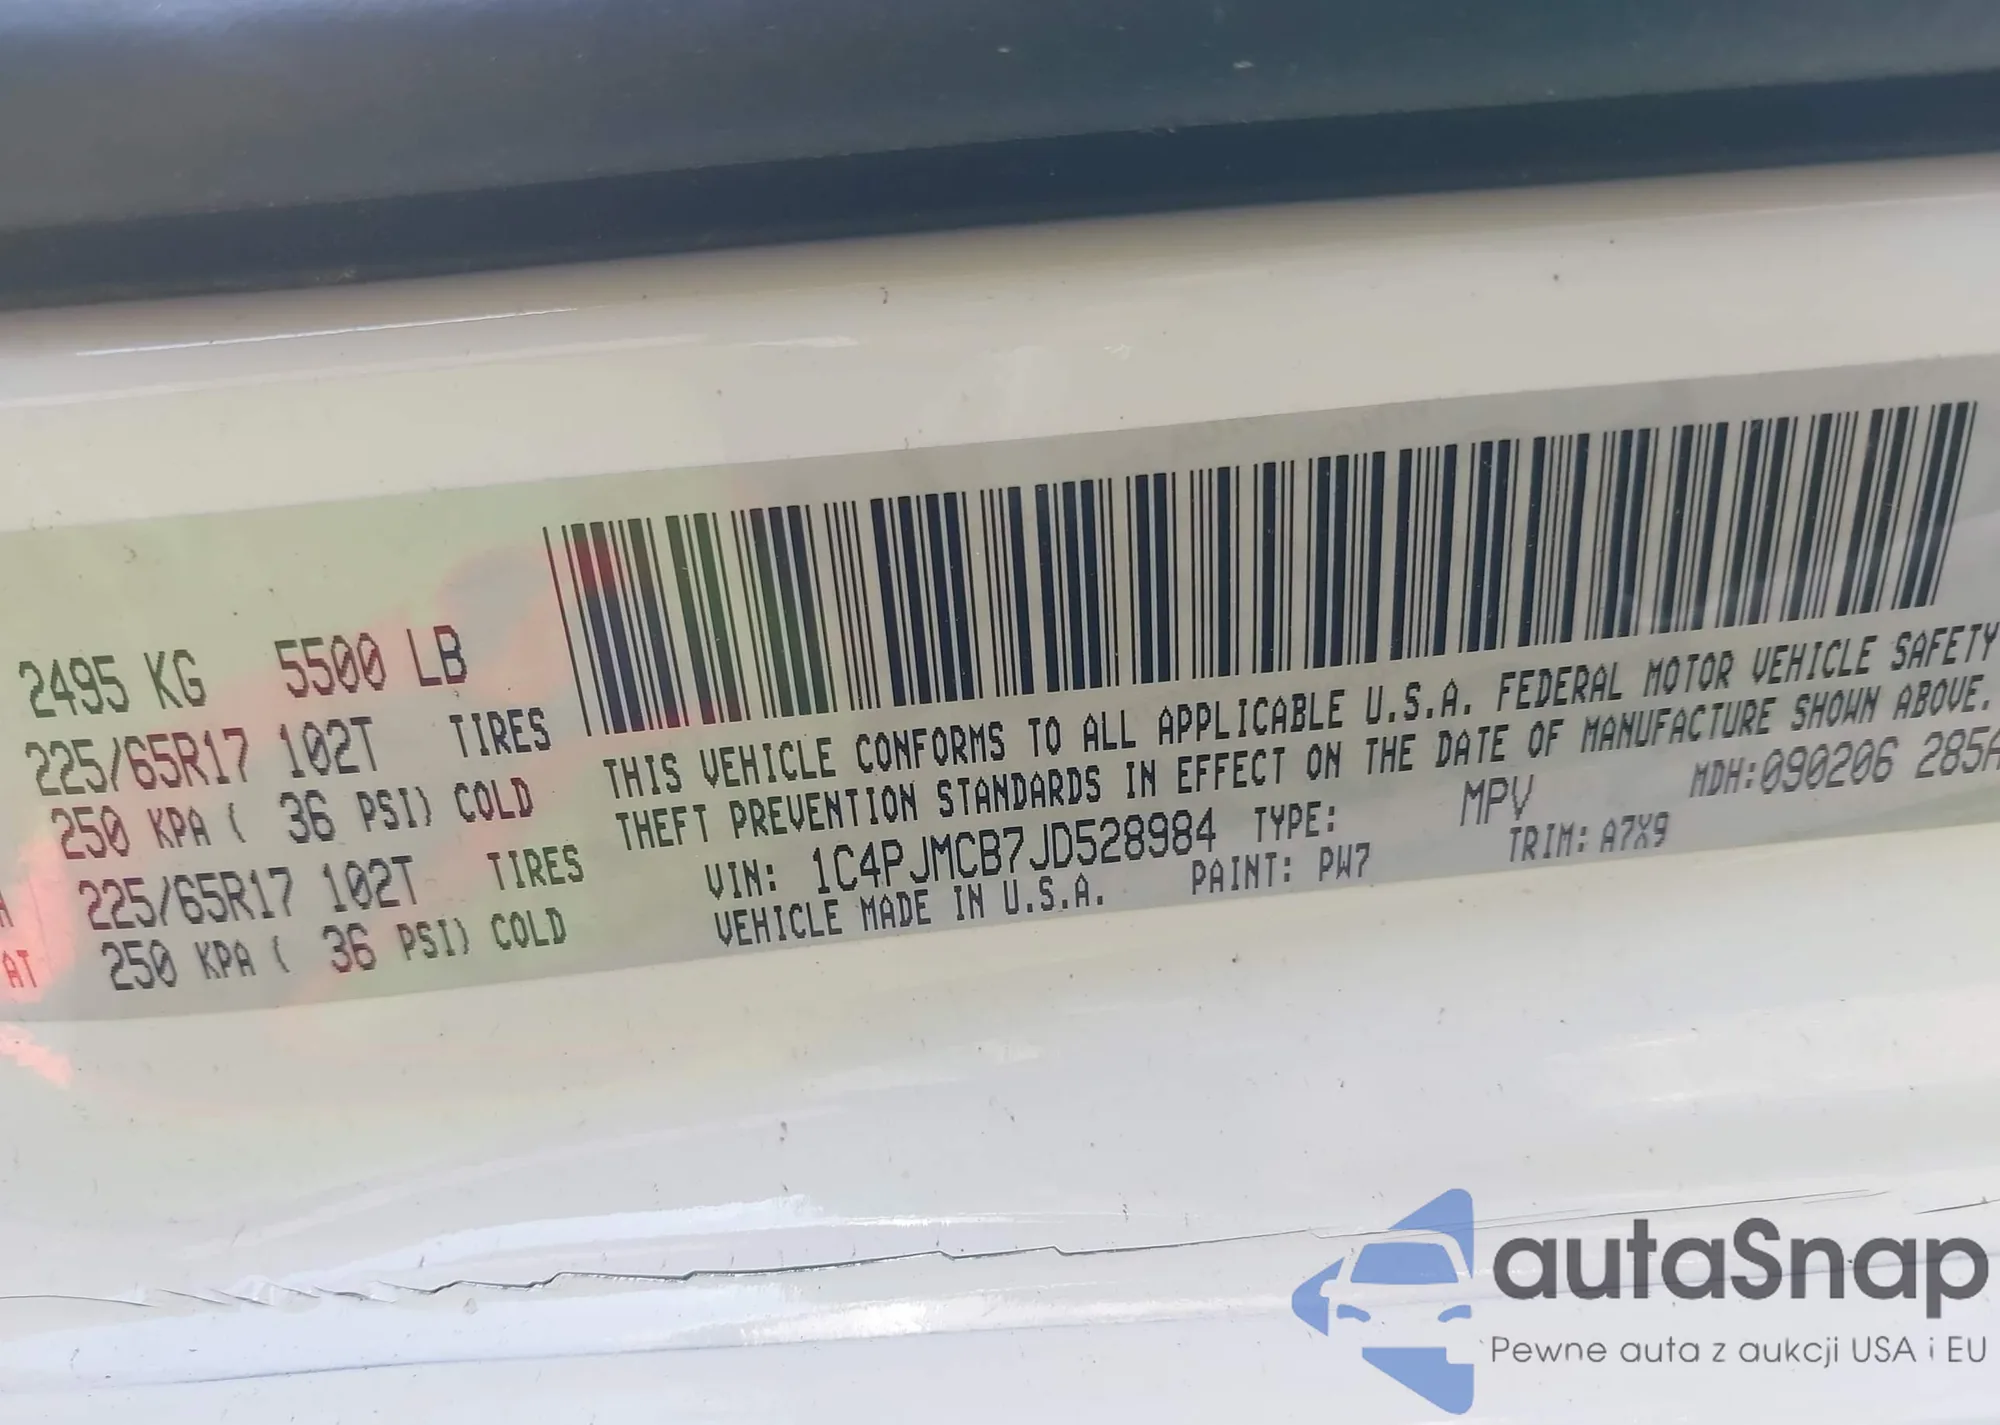 2495 KG 5500 LB
225/65R17 102T TIRES
250 KPA ( 36 PSI) COLD
225/65R17 102T TIRES
AT 250 KPA ( 36 PSI) COLD
THIS VEHICLE CONFORMS TO ALL APPLICABLE U.S.A. FEDERAL MOTOR VEHICLE SAFETY
THEFT PREVENTION STANDARDS IN EFFECT ON THE DATE OF MANUFACTURE SHOWN ABOVE.
VIN: 1C4PJMCB7JD528984 TYPE: MPV MDH:090206 285A
VEHICLE MADE IN U.S.A. PAINT: PW7 TRIM: A7X9
autaSnap
Pewne auta z aukcji USA i EU